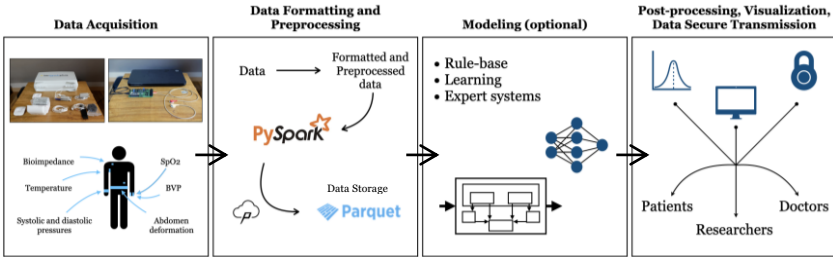 Data Acquisition
Bioimpedance
SpO2
Temperature
BVP
Systolic and diastolic
pressures
Abdomen
deformation
Data Formatting and
Preprocessing
Data
Formatted and
Preprocessed
data
PySpark
Data Storage
Parquet
Modeling (optional)
• Rule-base
• Learning
• Expert systems
Post-processing, Visualization,
Data Secure Transmission
Patients
Doctors
Researchers